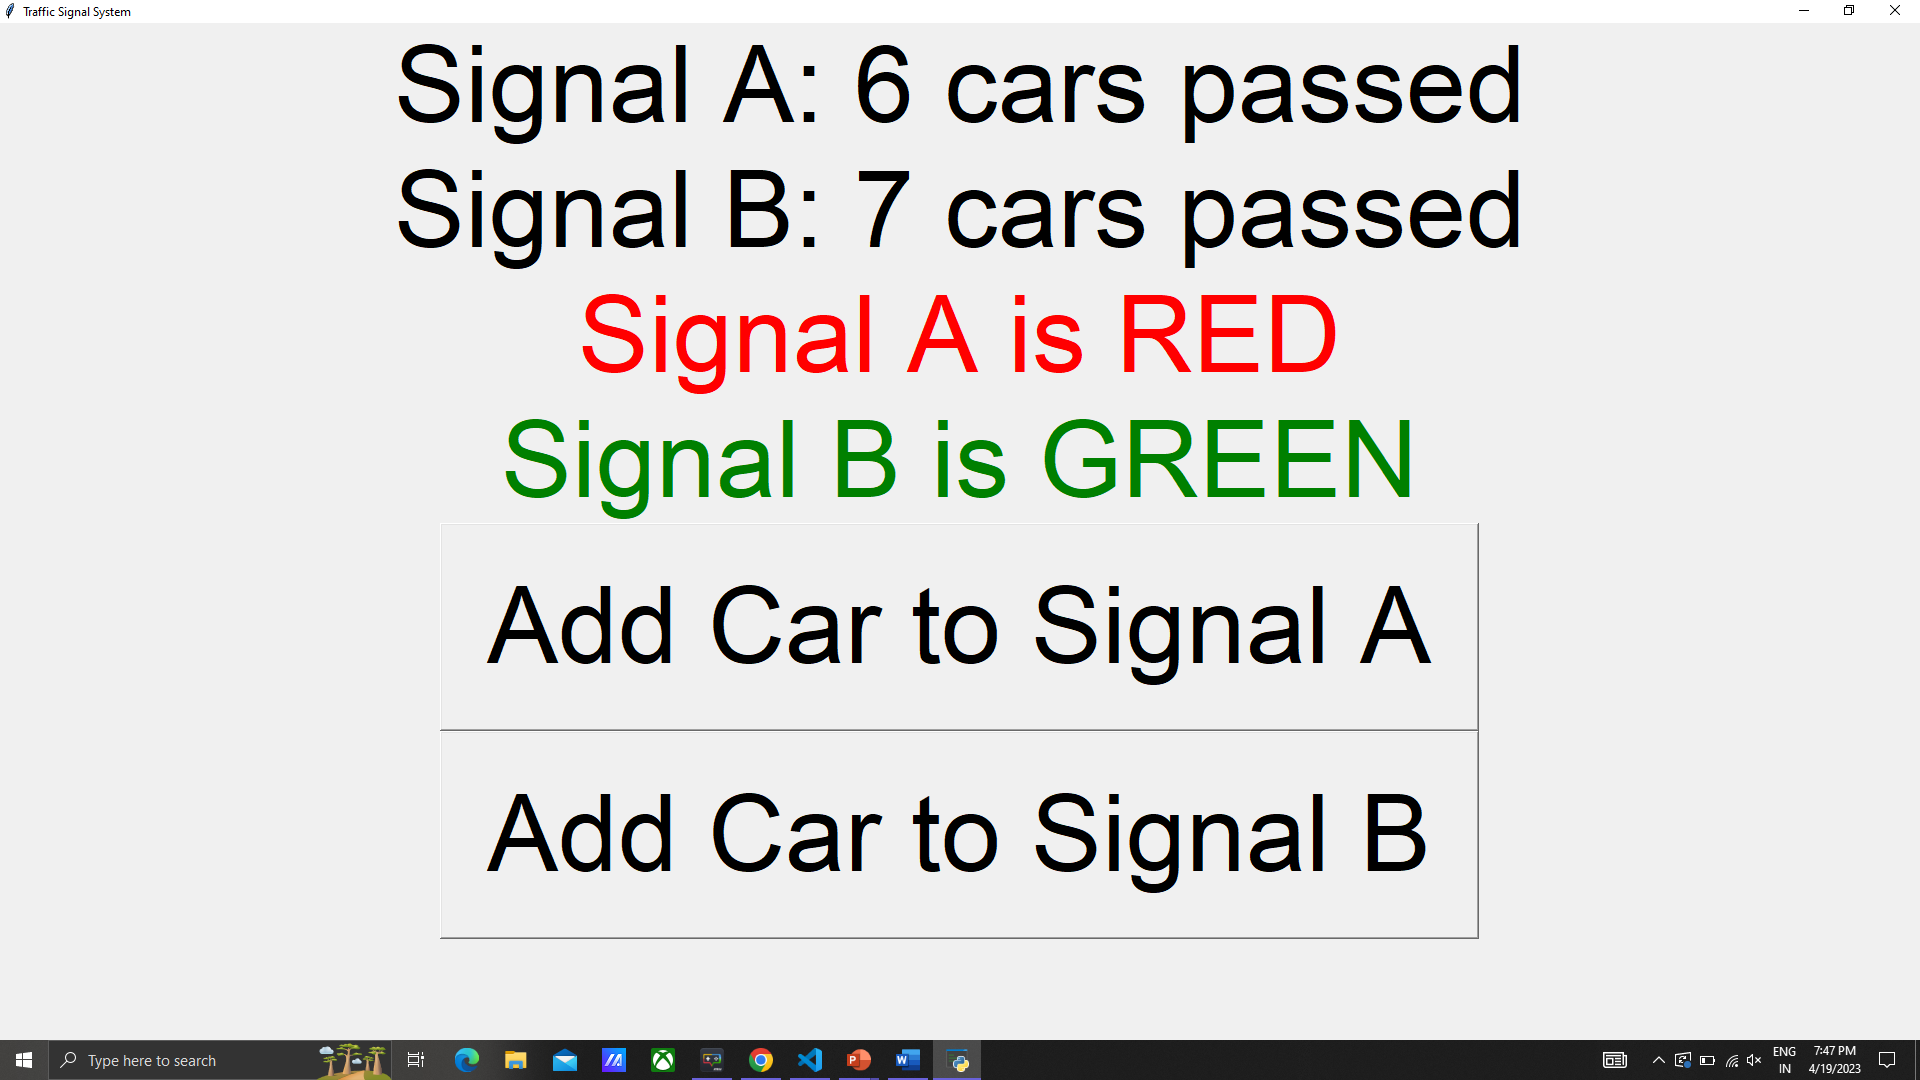 Traffic Signal System
Signal A: 6 cars passed
Signal B: 7 cars passed
Signal A is RED
Signal B is GREEN
Add Car to Signal A
Add Car to Signal B
Type here to search
ENG
IN
7:47 PM
4/19/2023